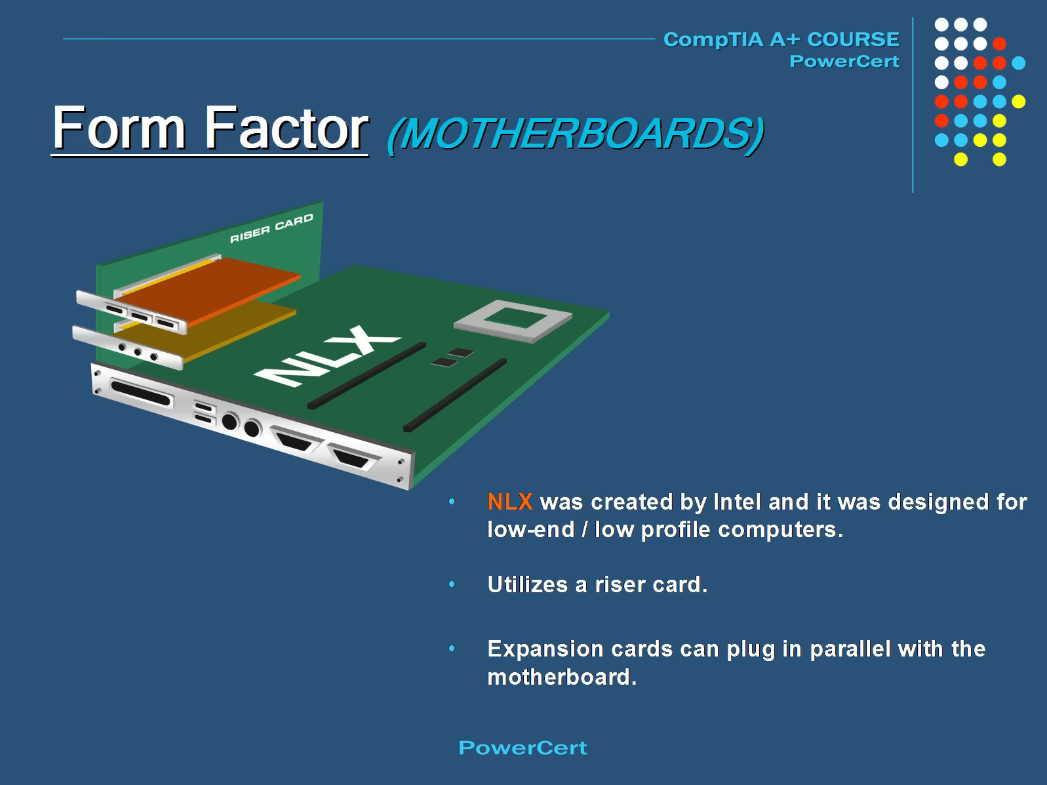 CompTIA A+ COURSE
PowerCert
Form Factor (MOTHERBOARDS)
RISER CARD
NLX
• NLX was created by Intel and it was designed for
low-end / low profile computers.
• Utilizes a riser card.
• Expansion cards can plug in parallel with the
motherboard.
PowerCert